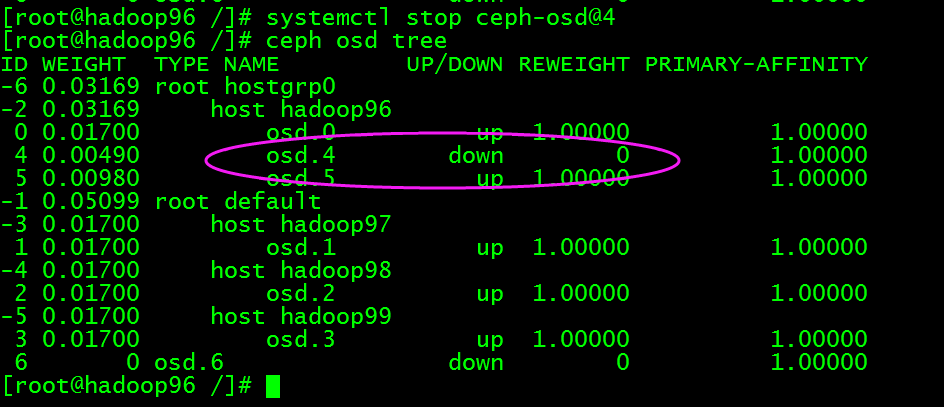 [root@hadoop96 /]# systemctl stop ceph-osd@4
[root@hadoop96 /]# ceph osd tree
ID WEIGHT  TYPE NAME         UP/DOWN REWEIGHT PRIMARY-AFFINITY
-6 0.03169 root hostgrp0
-2 0.03169     host hadoop96
 0 0.01700         osd.0          up  1.00000          1.00000
 4 0.00490         osd.4        down        0          1.00000
 5 0.00980         osd.5          up  1.00000          1.00000
-1 0.05099 root default
-3 0.01700     host hadoop97
 1 0.01700         osd.1          up  1.00000          1.00000
-4 0.01700     host hadoop98
 2 0.01700         osd.2          up  1.00000          1.00000
-5 0.01700     host hadoop99
 3 0.01700         osd.3          up  1.00000          1.00000
 6       0 osd.6                down        0          1.00000
[root@hadoop96 /]#